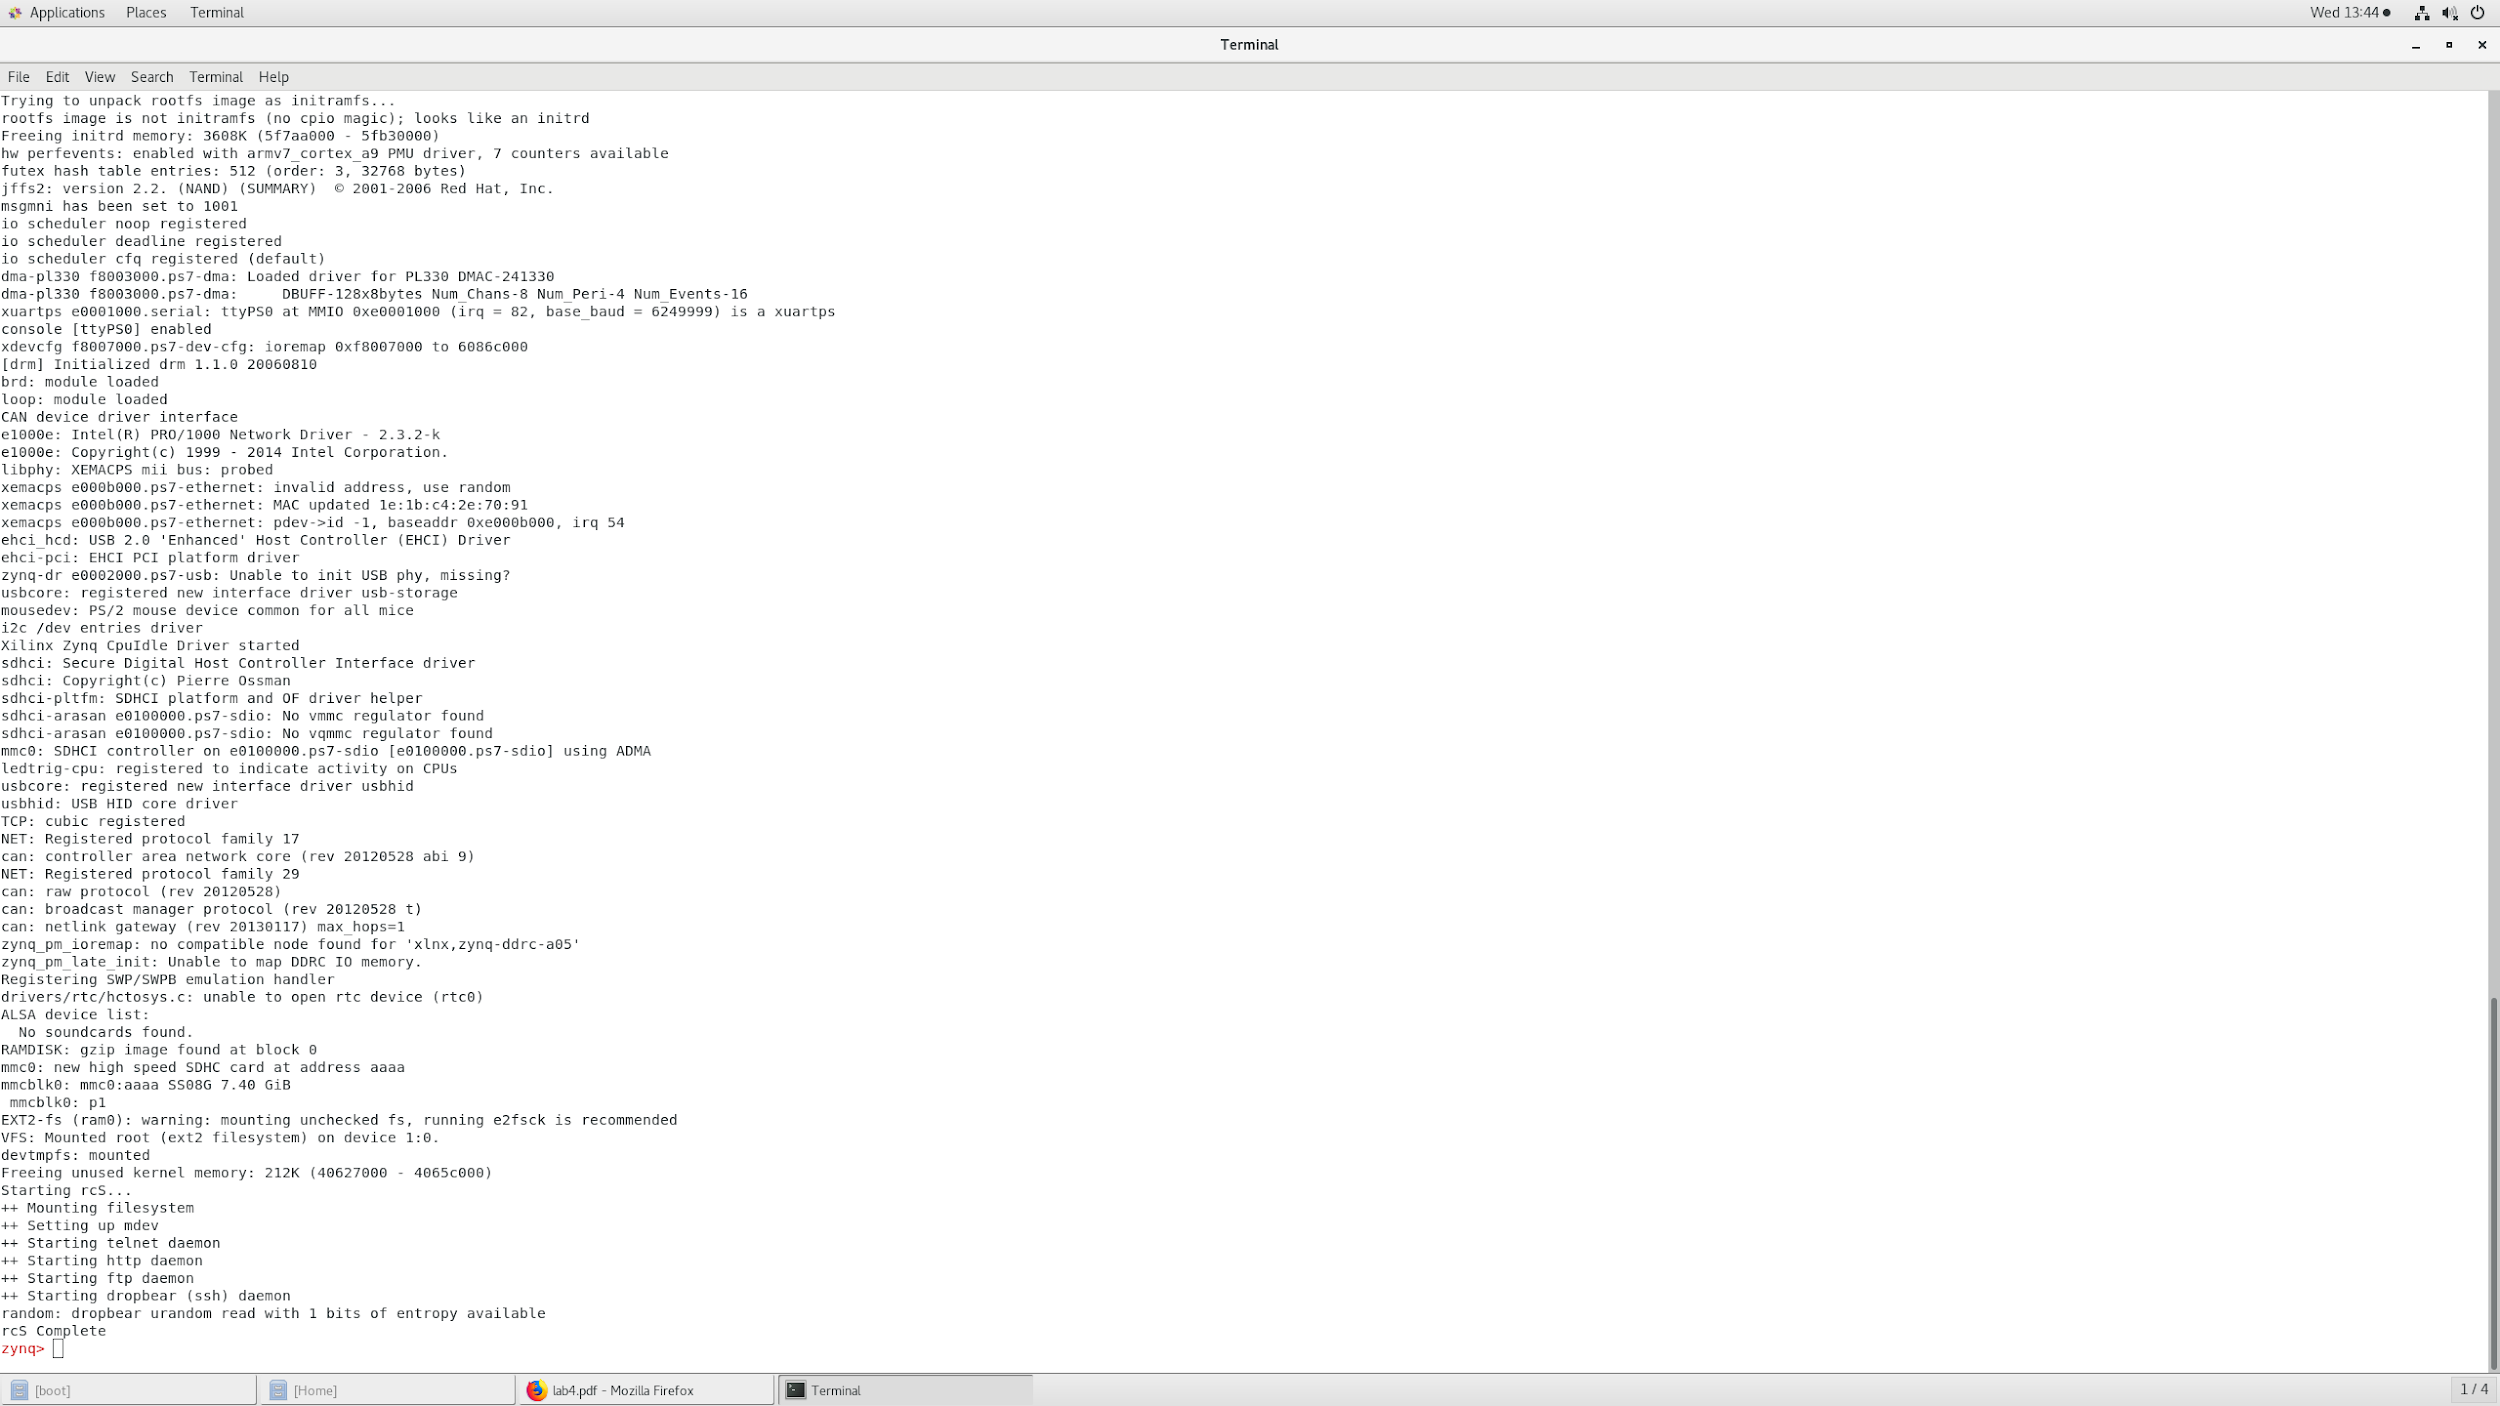 Applications Places Terminal Wed 13:44
Terminal
File Edit View Search Terminal Help
Trying to unpack rootfs image as initramfs...
rootfs image is not initramfs (no cpio magic); looks like an initrd
Freeing initrd memory: 3608K (5f7aa000 - 5fb30000)
hw perfevents: enabled with armv7_cortex_a9 PMU driver, 7 counters available
futex hash table entries: 512 (order: 3, 32768 bytes)
jffs2: version 2.2. (NAND) (SUMMARY)  © 2001-2006 Red Hat, Inc.
msgmni has been set to 1001
io scheduler noop registered
io scheduler deadline registered
io scheduler cfq registered (default)
dma-pl330 f8003000.ps7-dma: Loaded driver for PL330 DMAC-241330
dma-pl330 f8003000.ps7-dma:     DBUFF-128x8bytes Num_Chans-8 Num_Peri-4 Num_Events-16
xuartps e0001000.serial: ttyPS0 at MMIO 0xe0001000 (irq = 82, base_baud = 6249999) is a xuartps
console [ttyPS0] enabled
xdevcfg f8007000.ps7-dev-cfg: ioremap 0xf8007000 to 6086c000
[drm] Initialized drm 1.1.0 20060810
brd: module loaded
loop: module loaded
CAN device driver interface
e1000e: Intel(R) PRO/1000 Network Driver - 2.3.2-k
e1000e: Copyright(c) 1999 - 2014 Intel Corporation.
libphy: XEMACPS mii bus: probed
xemacps e000b000.ps7-ethernet: invalid address, use random
xemacps e000b000.ps7-ethernet: MAC updated 1e:1b:c4:2e:70:91
xemacps e000b000.ps7-ethernet: pdev->id -1, baseaddr 0xe000b000, irq 54
ehci_hcd: USB 2.0 'Enhanced' Host Controller (EHCI) Driver
ehci-pci: EHCI PCI platform driver
zynq-dr e0002000.ps7-usb: Unable to init USB phy, missing?
usbcore: registered new interface driver usb-storage
mousedev: PS/2 mouse device common for all mice
i2c /dev entries driver
Xilinx Zynq CpuIdle Driver started
sdhci: Secure Digital Host Controller Interface driver
sdhci: Copyright(c) Pierre Ossman
sdhci-pltfm: SDHCI platform and OF driver helper
sdhci-arasan e0100000.ps7-sdio: No vmmc regulator found
sdhci-arasan e0100000.ps7-sdio: No vqmmc regulator found
mmc0: SDHCI controller on e0100000.ps7-sdio [e0100000.ps7-sdio] using ADMA
ledtrig-cpu: registered to indicate activity on CPUs
usbcore: registered new interface driver usbhid
usbhid: USB HID core driver
TCP: cubic registered
NET: Registered protocol family 17
can: controller area network core (rev 20120528 abi 9)
NET: Registered protocol family 29
can: raw protocol (rev 20120528)
can: broadcast manager protocol (rev 20120528 t)
can: netlink gateway (rev 20130117) max_hops=1
zynq_pm_ioremap: no compatible node found for 'xlnx,zynq-ddrc-a05'
zynq_pm_late_init: Unable to map DDRC IO memory.
Registering SWP/SWPB emulation handler
drivers/rtc/hctosys.c: unable to open rtc device (rtc0)
ALSA device list:
  No soundcards found.
RAMDISK: gzip image found at block 0
mmc0: new high speed SDHC card at address aaaa
mmcblk0: mmc0:aaaa SS08G 7.40 GiB
 mmcblk0: p1
EXT2-fs (ram0): warning: mounting unchecked fs, running e2fsck is recommended
VFS: Mounted root (ext2 filesystem) on device 1:0.
devtmpfs: mounted
Freeing unused kernel memory: 212K (40627000 - 4065c000)
Starting rcS...
++ Mounting filesystem
++ Setting up mdev
++ Starting telnet daemon
++ Starting http daemon
++ Starting ftp daemon
++ Starting dropbear (ssh) daemon
random: dropbear urandom read with 1 bits of entropy available
rcS Complete
zynq>
[boot] [Home] lab4.pdf - Mozilla Firefox Terminal 1 / 4